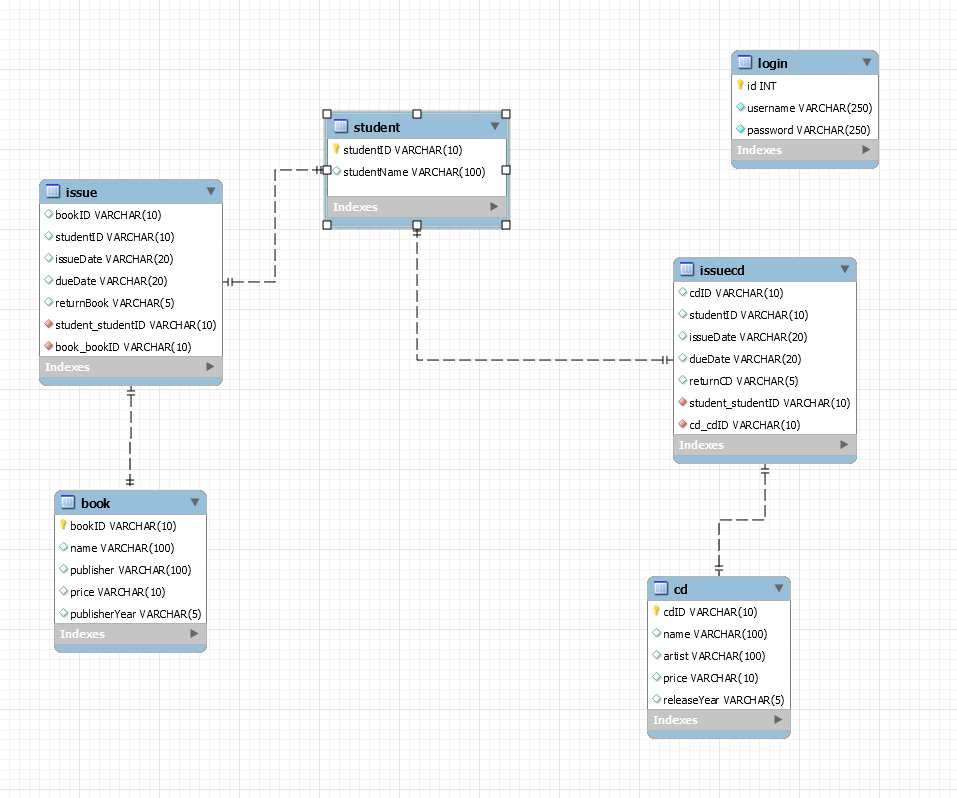 login
id INT
username VARCHAR(250)
password VARCHAR(250)
Indexes
student
studentID VARCHAR(10)
studentName VARCHAR(100)
Indexes
issue
bookID VARCHAR(10)
studentID VARCHAR(10)
issueDate VARCHAR(20)
dueDate VARCHAR(20)
returnBook VARCHAR(5)
student_studentID VARCHAR(10)
book_bookID VARCHAR(10)
Indexes
issuecd
cdID VARCHAR(10)
studentID VARCHAR(10)
issueDate VARCHAR(20)
dueDate VARCHAR(20)
returnCD VARCHAR(5)
student_studentID VARCHAR(10)
cd_cdID VARCHAR(10)
Indexes
book
bookID VARCHAR(10)
name VARCHAR(100)
publisher VARCHAR(100)
price VARCHAR(10)
publisherYear VARCHAR(5)
Indexes
cd
cdID VARCHAR(10)
name VARCHAR(100)
artist VARCHAR(100)
price VARCHAR(10)
releaseYear VARCHAR(5)
Indexes